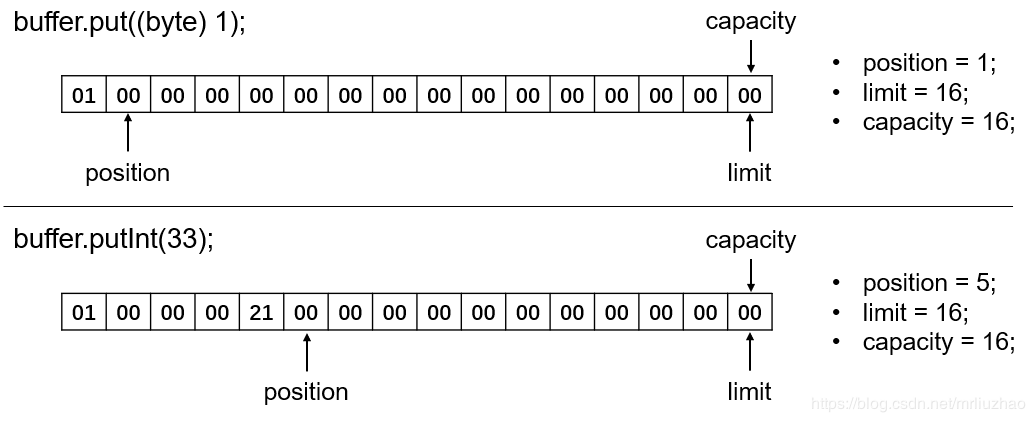 buffer.put((byte) 1);
capacity
01 00 00 00 00 00 00 00 00 00 00 00 00 00 00 00
position
limit
• position = 1;
• limit = 16;
• capacity = 16;
buffer.putInt(33);
capacity
01 00 00 00 21 00 00 00 00 00 00 00 00 00 00 00
position
limit
• position = 5;
• limit = 16;
• capacity = 16;
https://blog.csdn.net/mrliuzhao